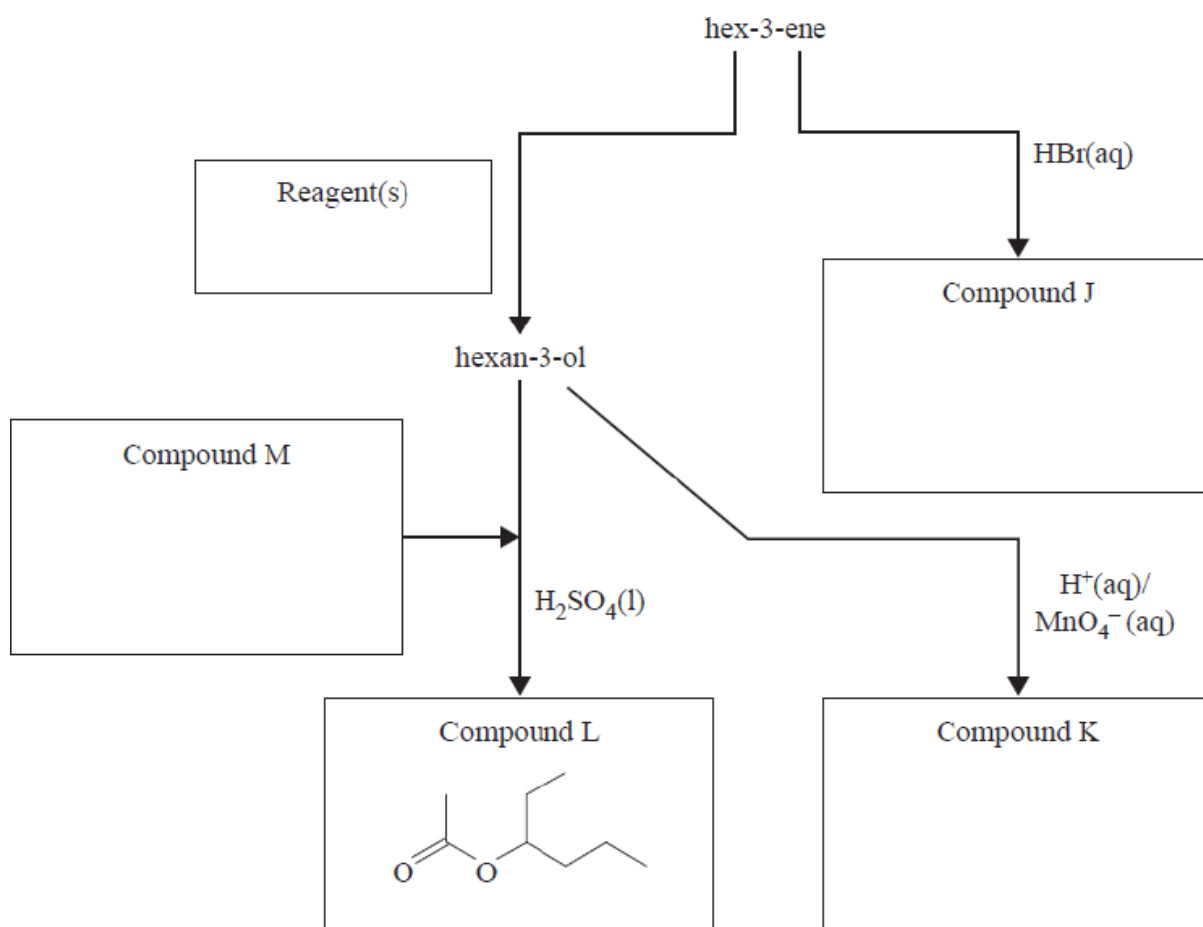 hex-3-ene
HBr(aq)
Reagent(s)
Compound J
hexan-3-ol
Compound M
H₂SO₄(l)
H⁺(aq)/
MnO₄⁻(aq)
Compound L
O
O
Compound K